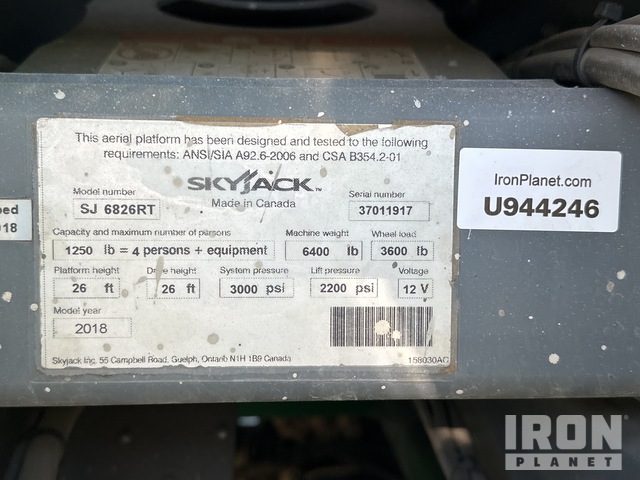 This aerial platform has been designed and tested to the following
requirements: ANSI/SIA A92.6-2006 and CSA B354.2-01
SKYJACK™
Made in Canada
Model number
SJ 6826RT
Serial number
37011917
Capacity and maximum number of persons
1250 lb = 4 persons + equipment
Machine weight
6400 lb
Wheel load
3600 lb
Platform height
26 ft
Drive height
26 ft
System pressure
3000 psi
Lift pressure
2200 psi
Voltage
12 V
Model year
2018
Skyjack Inc. 55 Campbell Road, Guelph, Ontario N1H 1B9 Canada
158030AC
IronPlanet.com
U944246
IRON
PLANET